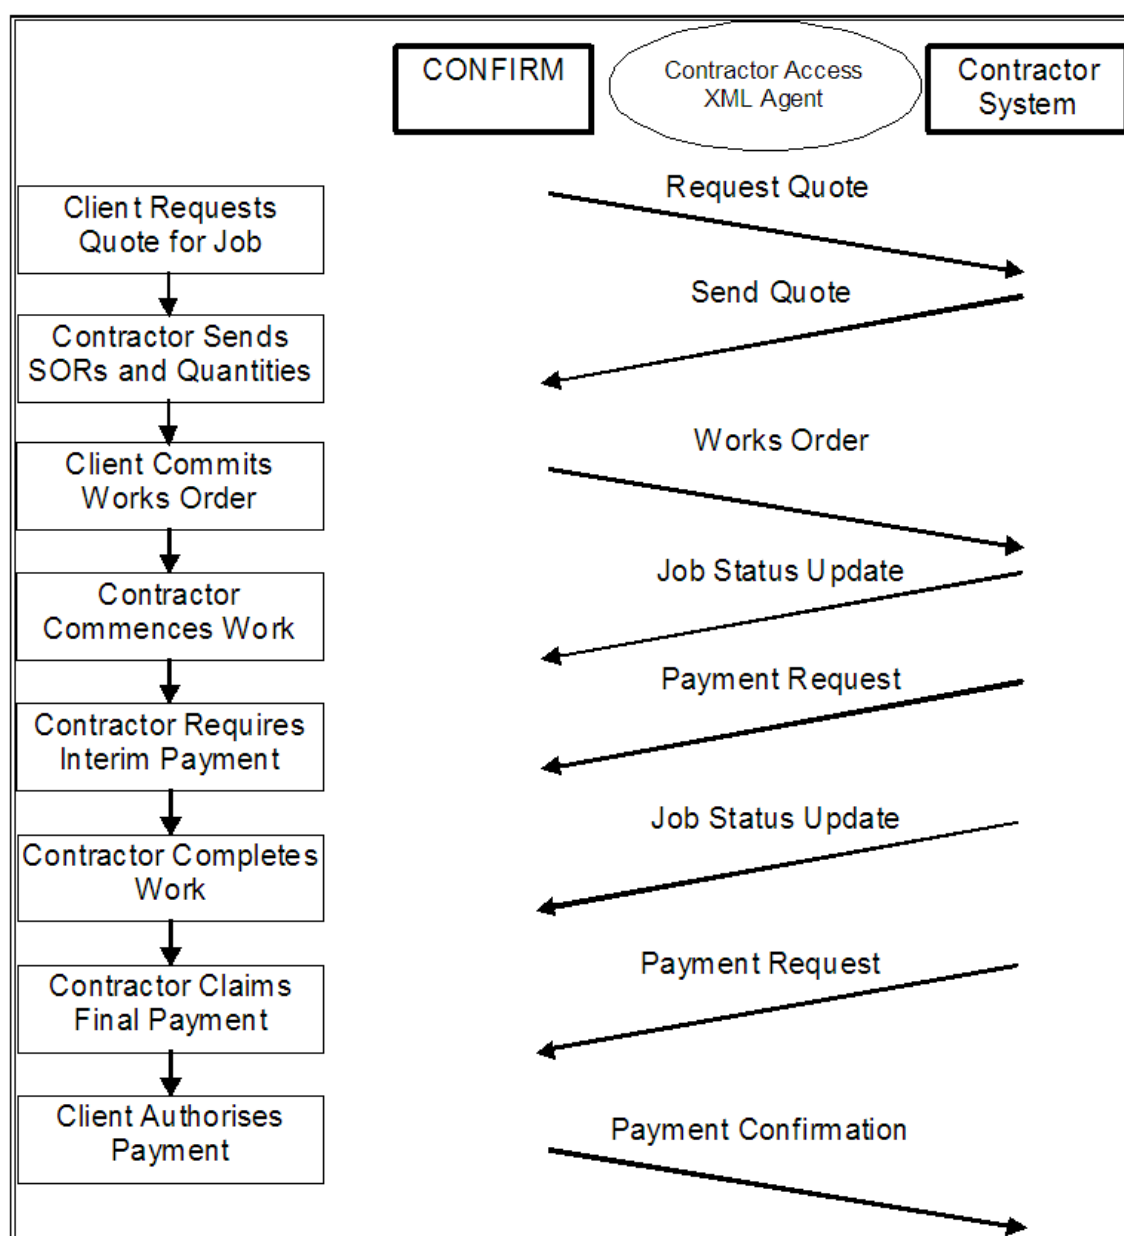 CONFIRM
Contractor Access
XML Agent
Contractor
System
Client Requests
Quote for Job
Request Quote
Send Quote
Contractor Sends
SORs and Quantities
Client Commits
Works Order
Works Order
Contractor
Commences Work
Job Status Update
Contractor Requires
Interim Payment
Payment Request
Contractor Completes
Work
Job Status Update
Contractor Claims
Final Payment
Payment Request
Client Authorises
Payment
Payment Confirmation